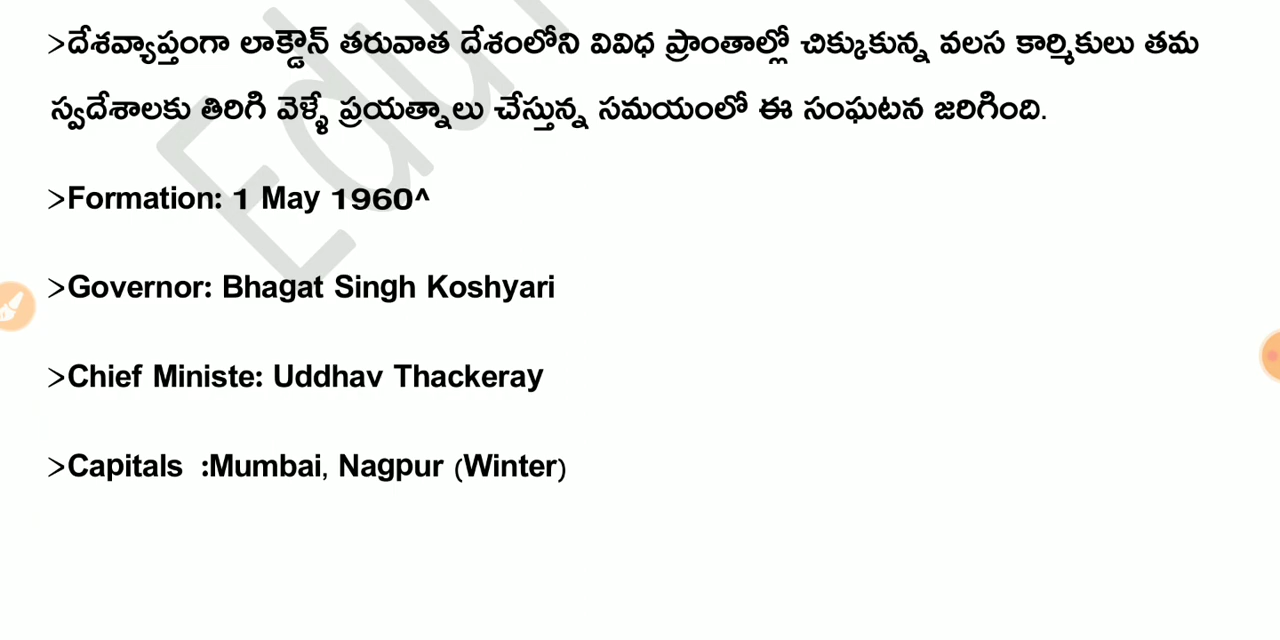 >దేశవ్యాప్తంగా లాక్డౌన్ తరువాత దేశంలోని వివిధ ప్రాంతాల్లో చిక్కుకున్న వలస కార్మికులు తమ
స్వదేశాలకు తిరిగి వెళ్ళే ప్రయత్నాలు చేస్తున్న సమయంలో ఈ సంఘటన జరిగింది.
>Formation: 1 May 1960^
>Governor: Bhagat Singh Koshyari
>Chief Ministe: Uddhav Thackeray
>Capitals :Mumbai, Nagpur (Winter)